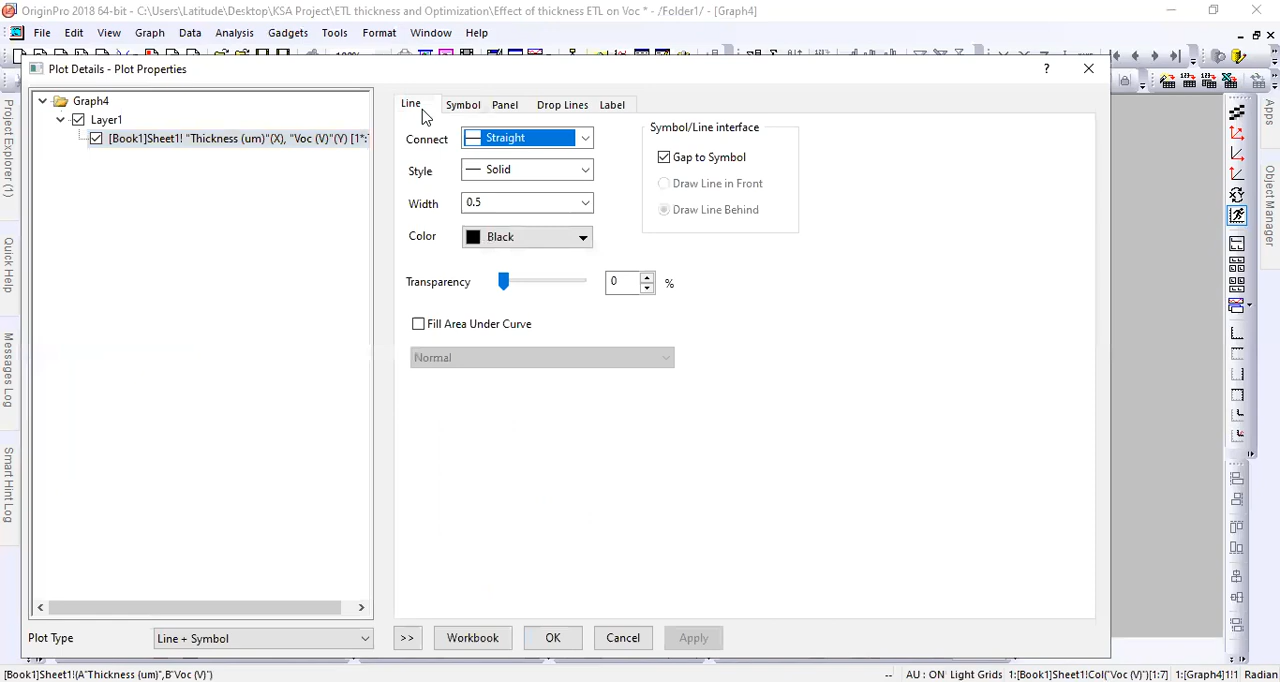 OriginPro 2018 64-bit - C:\Users\Latitude\Desktop\KSA Project\ETL thickness and Optimization\Effect of thickness ETL on Voc * - /Folder1/ - [Graph4]
File Edit View Graph Data Analysis Gadgets Tools Format Window Help
Plot Details - Plot Properties
?
Graph4
Layer1
[Book1]Sheet1! "Thickness (um)"(X), "Voc (V)"(Y) [1*:
Line Symbol Panel Drop Lines Label
Connect Straight
Style Solid
Width 0.5
Color Black
Transparency 0 %
Fill Area Under Curve
Normal
Symbol/Line interface
Gap to Symbol
Draw Line in Front
Draw Line Behind
Plot Type Line + Symbol
>> Workbook OK Cancel Apply
Project Explorer (1)
Quick Help
Messages Log
Smart Hint Log
Apps
Object Manager
[Book1]Sheet1!(A"Thickness (um)",B"Voc (V)")
-- AU : ON Light Grids 1:[Book1]Sheet1!Col("Voc (V)")[1:7] 1:[Graph4]1!1 Radian